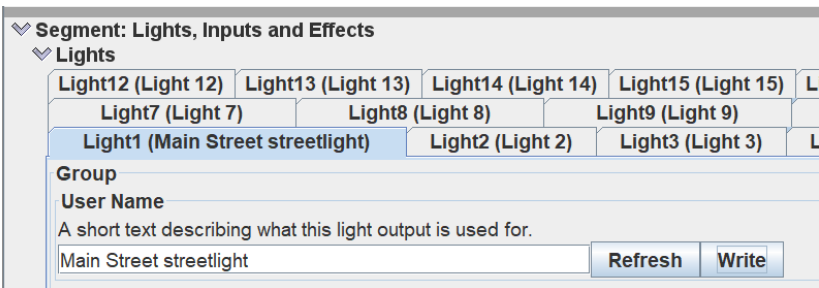 Segment: Lights, Inputs and Effects
Lights
Light12 (Light 12) Light13 (Light 13) Light14 (Light 14) Light15 (Light 15)
Light7 (Light 7) Light8 (Light 8) Light9 (Light 9)
Light1 (Main Street streetlight) Light2 (Light 2) Light3 (Light 3)
Group
User Name
A short text describing what this light output is used for.
Main Street streetlight Refresh Write